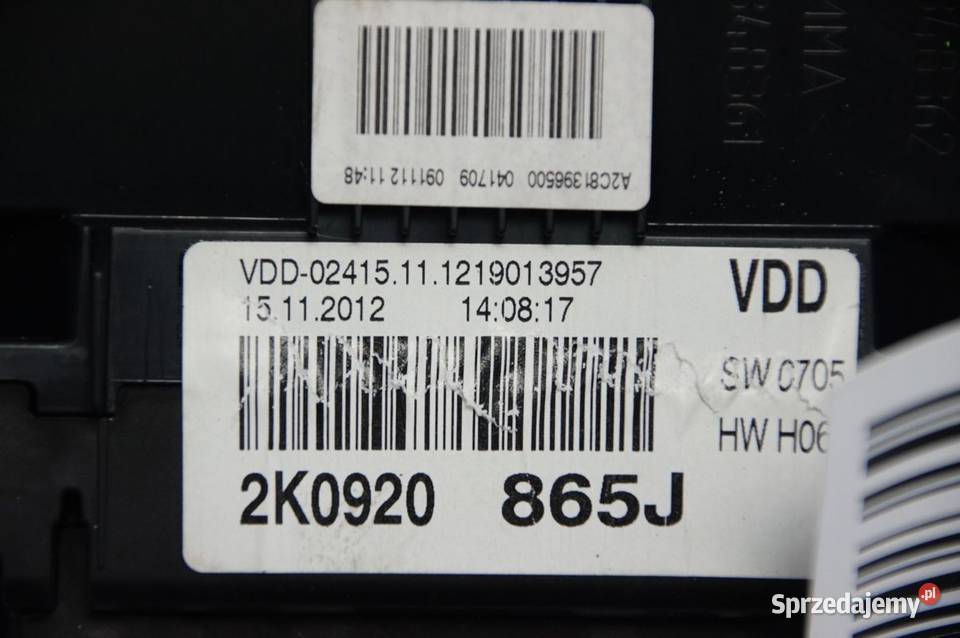 A2C81396500 041709 091112 11:48
VDD-02415.11.1219013957
VDD
15.11.2012 14:08:17
SW 0705
HW H06
2K0920 865J
Sprzedajemy.pl